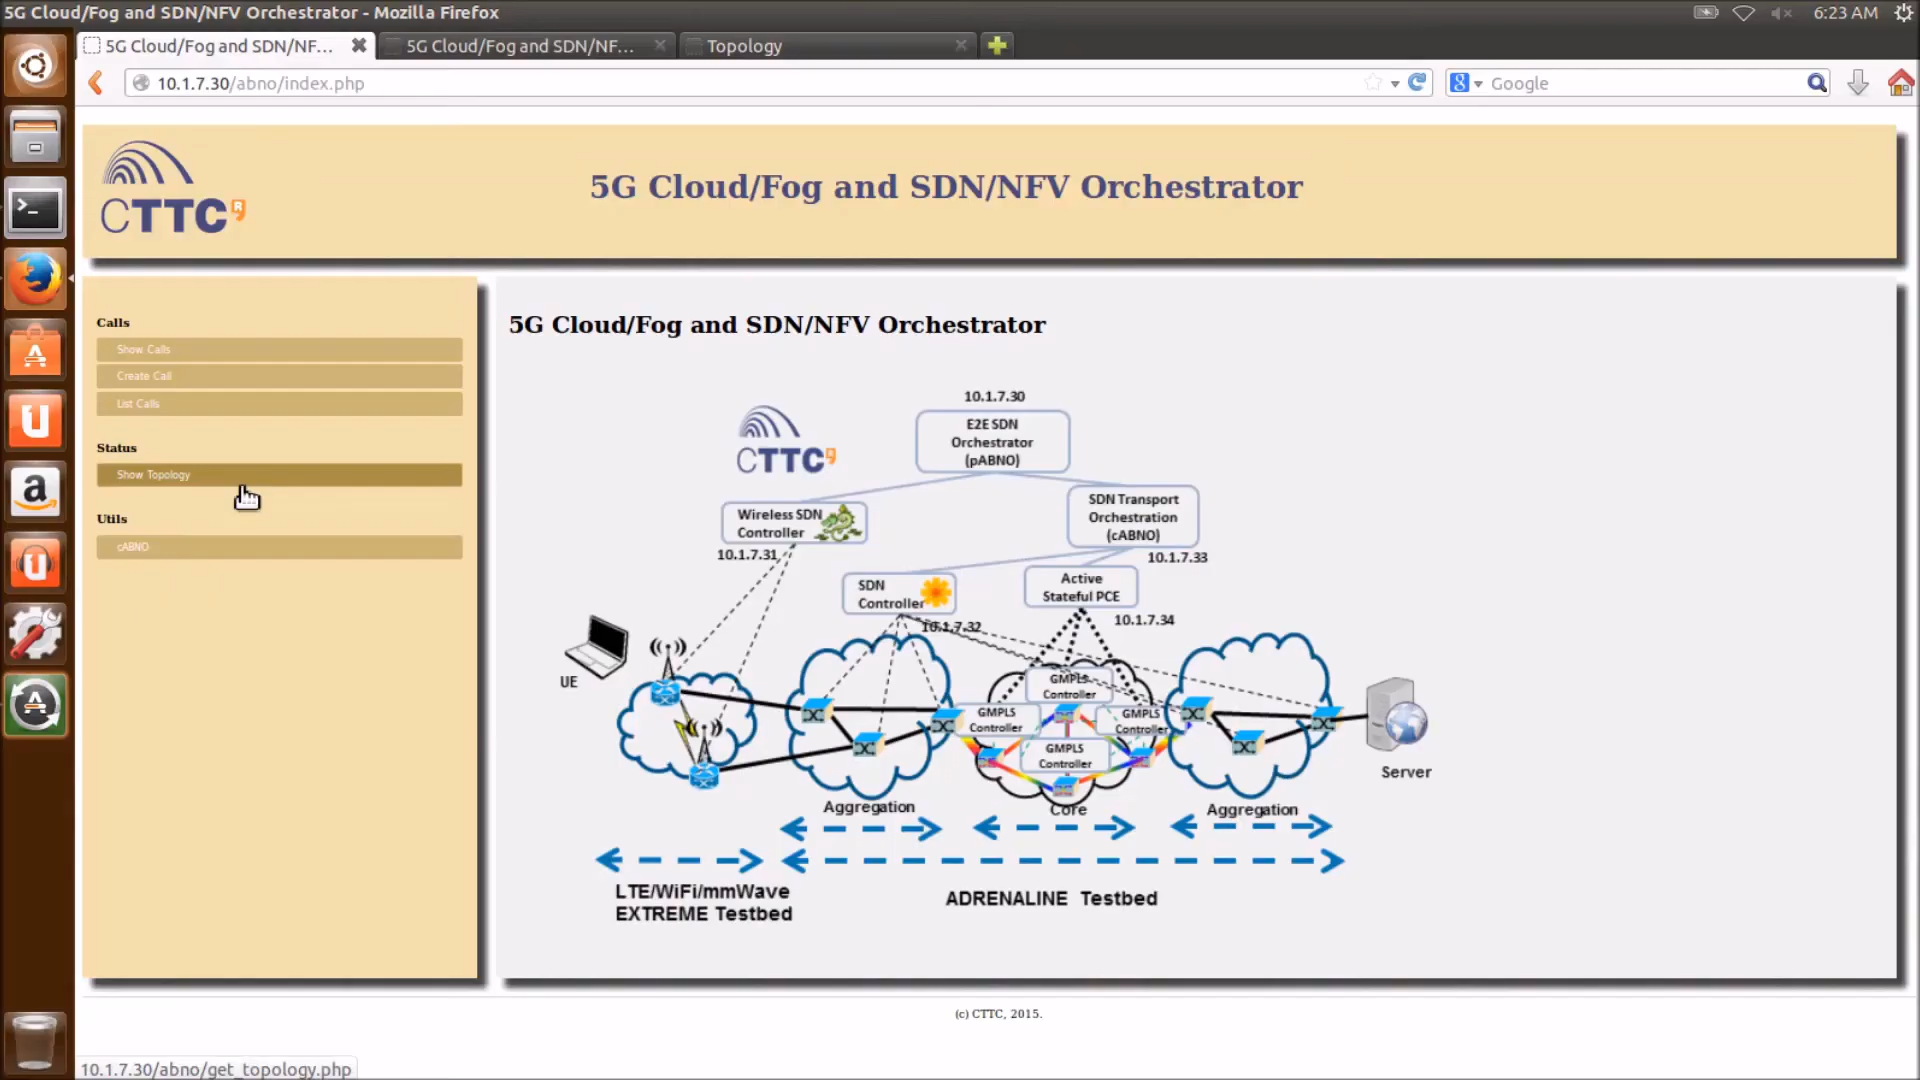 5G Cloud/Fog and SDN/NFV Orchestrator - Mozilla Firefox
6:23 AM
5G Cloud/Fog and SDN/NF...
5G Cloud/Fog and SDN/NF...
Topology
10.1.7.30/abno/index.php
Google
CTTC
5G Cloud/Fog and SDN/NFV Orchestrator
Calls
Show Calls
Create Call
List Calls
Status
Show Topology
Utils
cABNO
5G Cloud/Fog and SDN/NFV Orchestrator
10.1.7.30
E2E SDN
Orchestrator
(pABNO)
CTTC
Wireless SDN
Controller
10.1.7.31
SDN Transport
Orchestration
(cABNO)
10.1.7.33
SDN
Controller
10.1.7.32
Active
Stateful PCE
10.1.7.34
UE
GMPLS
Controller
GMPLS
Controller
GMPLS
Controller
GMPLS
Controller
Server
Aggregation
Core
Aggregation
LTE/WiFi/mmWave
EXTREME Testbed
ADRENALINE Testbed
(c) CTTC, 2015.
10.1.7.30/abno/get_topology.php